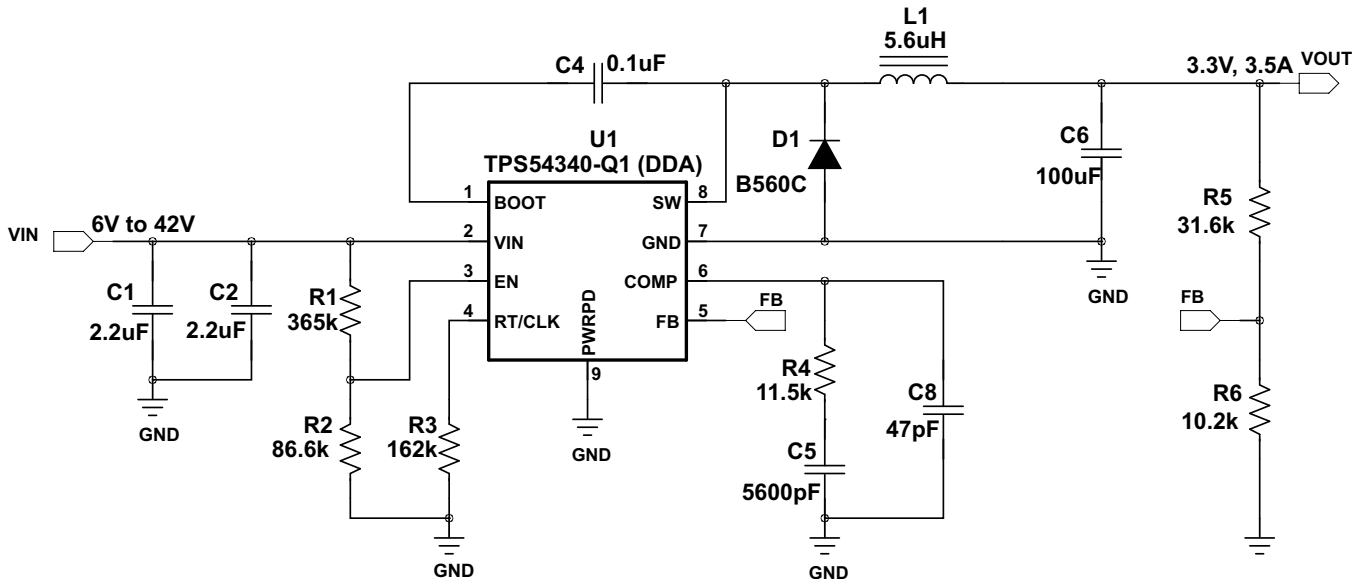 L1
5.6uH
C4
0.1uF
3.3V, 3.5A
VOUT
U1
TPS54340-Q1 (DDA)
D1
B560C
C6
100uF
R5
31.6k
1
BOOT
SW
8
VIN
6V to 42V
2
VIN
GND
7
3
EN
COMP
6
4
RT/CLK
FB
5
FB
PWRPD
9
C1
2.2uF
C2
2.2uF
R1
365k
GND
FB
R4
11.5k
C8
47pF
R6
10.2k
GND
R2
86.6k
R3
162k
GND
C5
5600pF
GND
GND